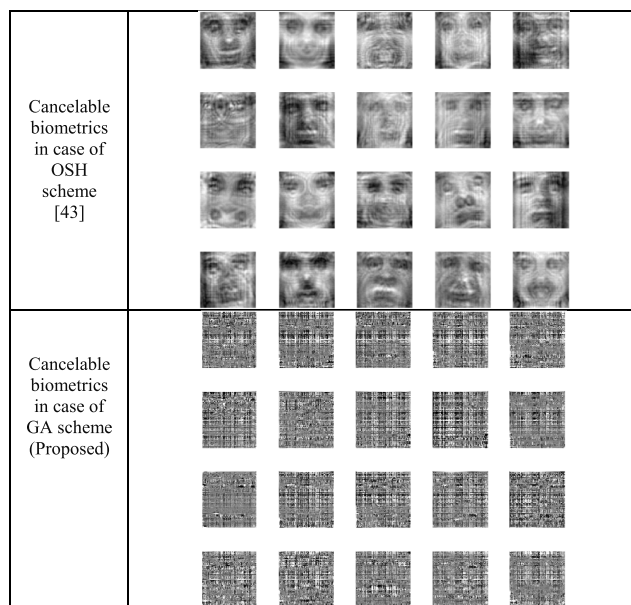 Cancelable
biometrics
in case of
OSH
scheme
[43]
Cancelable
biometrics
in case of
GA scheme
(Proposed)